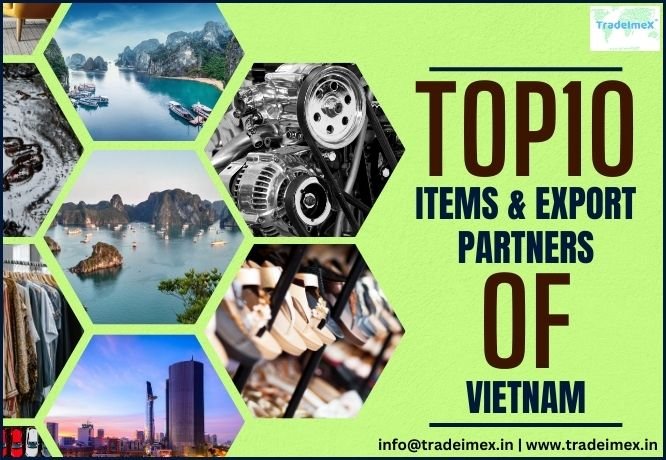 TradeImeX
TOP10
ITEMS & EXPORT
PARTNERS
OF
VIETNAM
info@tradeimex.in | www.tradeimex.in